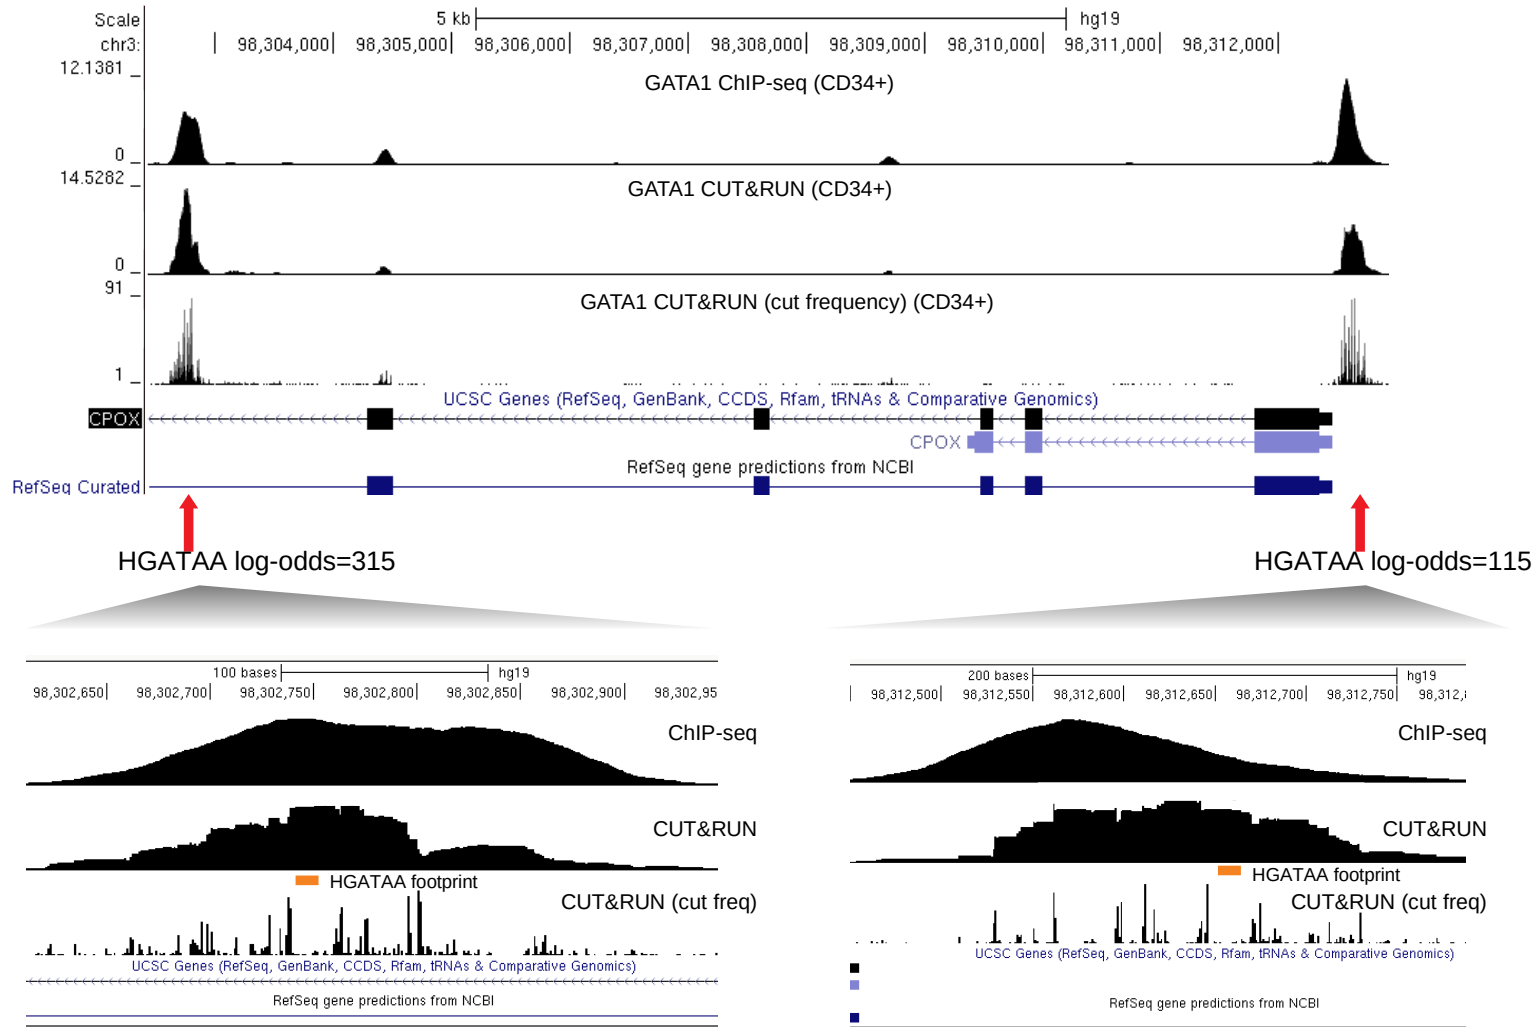 Scale 5 kb hg19
chr3: 98,304,000 98,305,000 98,306,000 98,307,000 98,308,000 98,309,000 98,310,000 98,311,000 98,312,000
12.1381
GATA1 ChIP-seq (CD34+)
0
14.5282
GATA1 CUT&RUN (CD34+)
0
91
GATA1 CUT&RUN (cut frequency) (CD34+)
1
UCSC Genes (RefSeq, GenBank, CCDS, Rfam, tRNAs & Comparative Genomics)
CPOX
CPOX
RefSeq gene predictions from NCBI
RefSeq Curated
HGATAA log-odds=315
HGATAA log-odds=115
100 bases hg19
98,302,650 98,302,700 98,302,750 98,302,800 98,302,850 98,302,900 98,302,95
ChIP-seq
CUT&RUN
HGATAA footprint
CUT&RUN (cut freq)
UCSC Genes (RefSeq, GenBank, CCDS, Rfam, tRNAs & Comparative Genomics)
RefSeq gene predictions from NCBI
200 bases hg19
98,312,500 98,312,550 98,312,600 98,312,650 98,312,700 98,312,750 98,312,
ChIP-seq
CUT&RUN
HGATAA footprint
CUT&RUN (cut freq)
UCSC Genes (RefSeq, GenBank, CCDS, Rfam, tRNAs & Comparative Genomics)
RefSeq gene predictions from NCBI